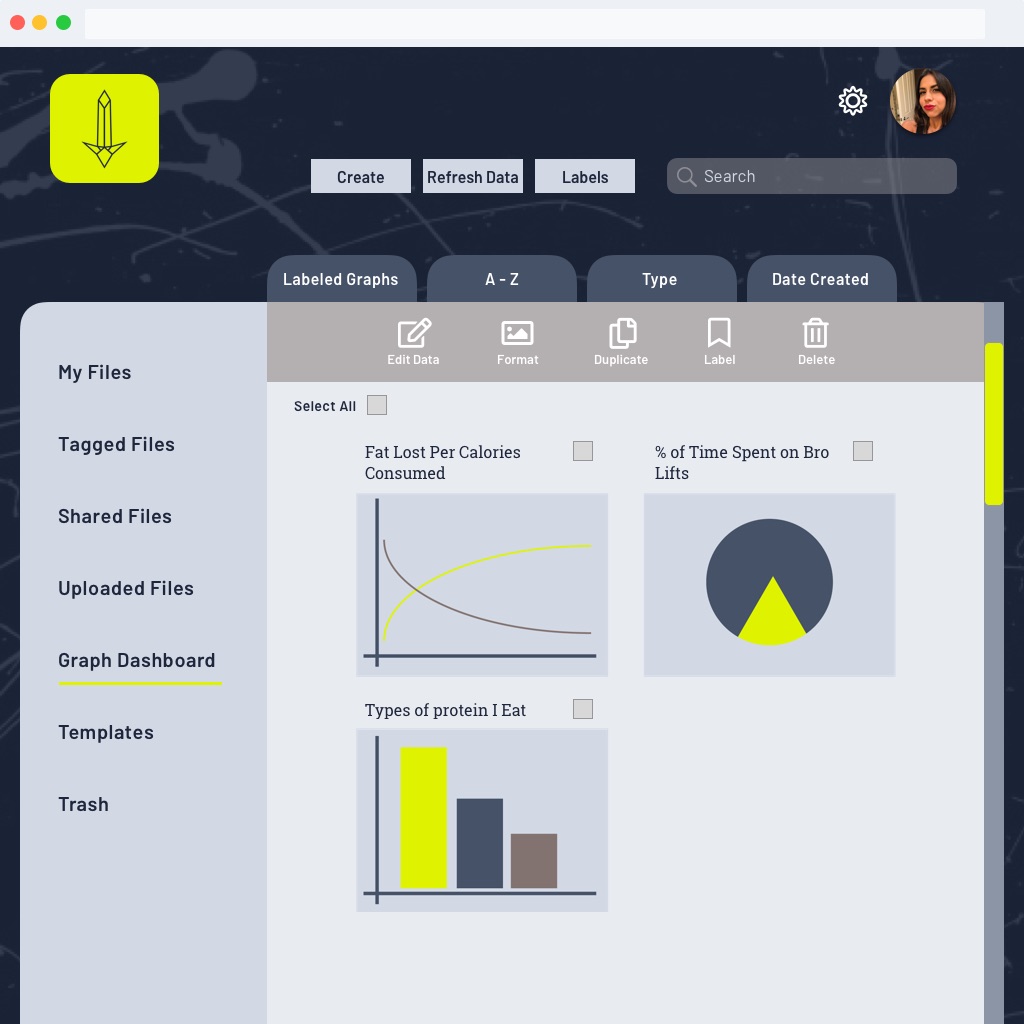 Create
Refresh Data
Labels
Search
Labeled Graphs
A - Z
Type
Date Created
Edit Data
Format
Duplicate
Label
Delete
My Files
Tagged Files
Shared Files
Uploaded Files
Graph Dashboard
Templates
Trash
Select All
Fat Lost Per Calories
Consumed
% of Time Spent on Bro
Lifts
Types of protein I Eat